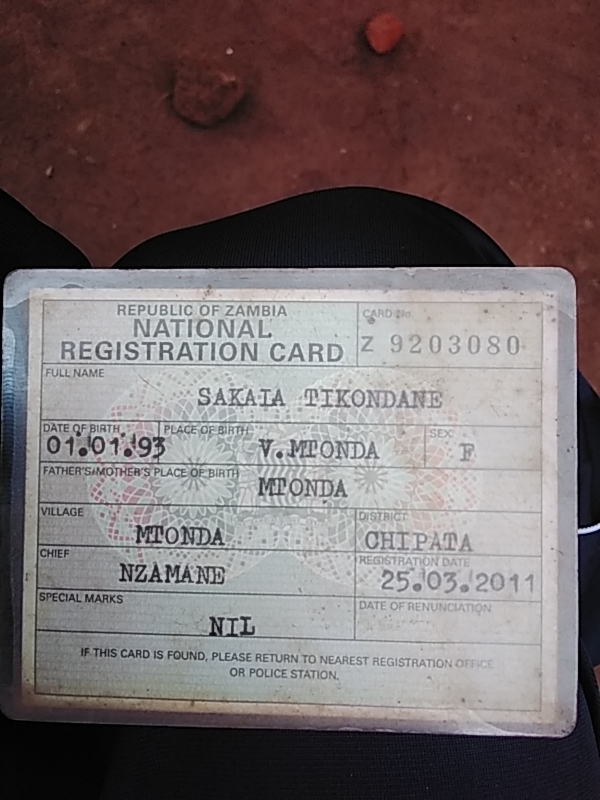 REPUBLIC OF ZAMBIA
NATIONAL
REGISTRATION CARD
CARD No.
Z 9203080
FULL NAME
SAKAIA TIKONDANE
DATE OF BIRTH
01.01.93
PLACE OF BIRTH
V.MTONDA
SEX
F
FATHER'S/MOTHER'S PLACE OF BIRTH
MTONDA
VILLAGE
MTONDA
DISTRICT
CHIPATA
CHIEF
NZAMANE
REGISTRATION DATE
25.03.2011
SPECIAL MARKS
NIL
DATE OF RENUNCIATION
IF THIS CARD IS FOUND, PLEASE RETURN TO NEAREST REGISTRATION OFFICE
OR POLICE STATION.